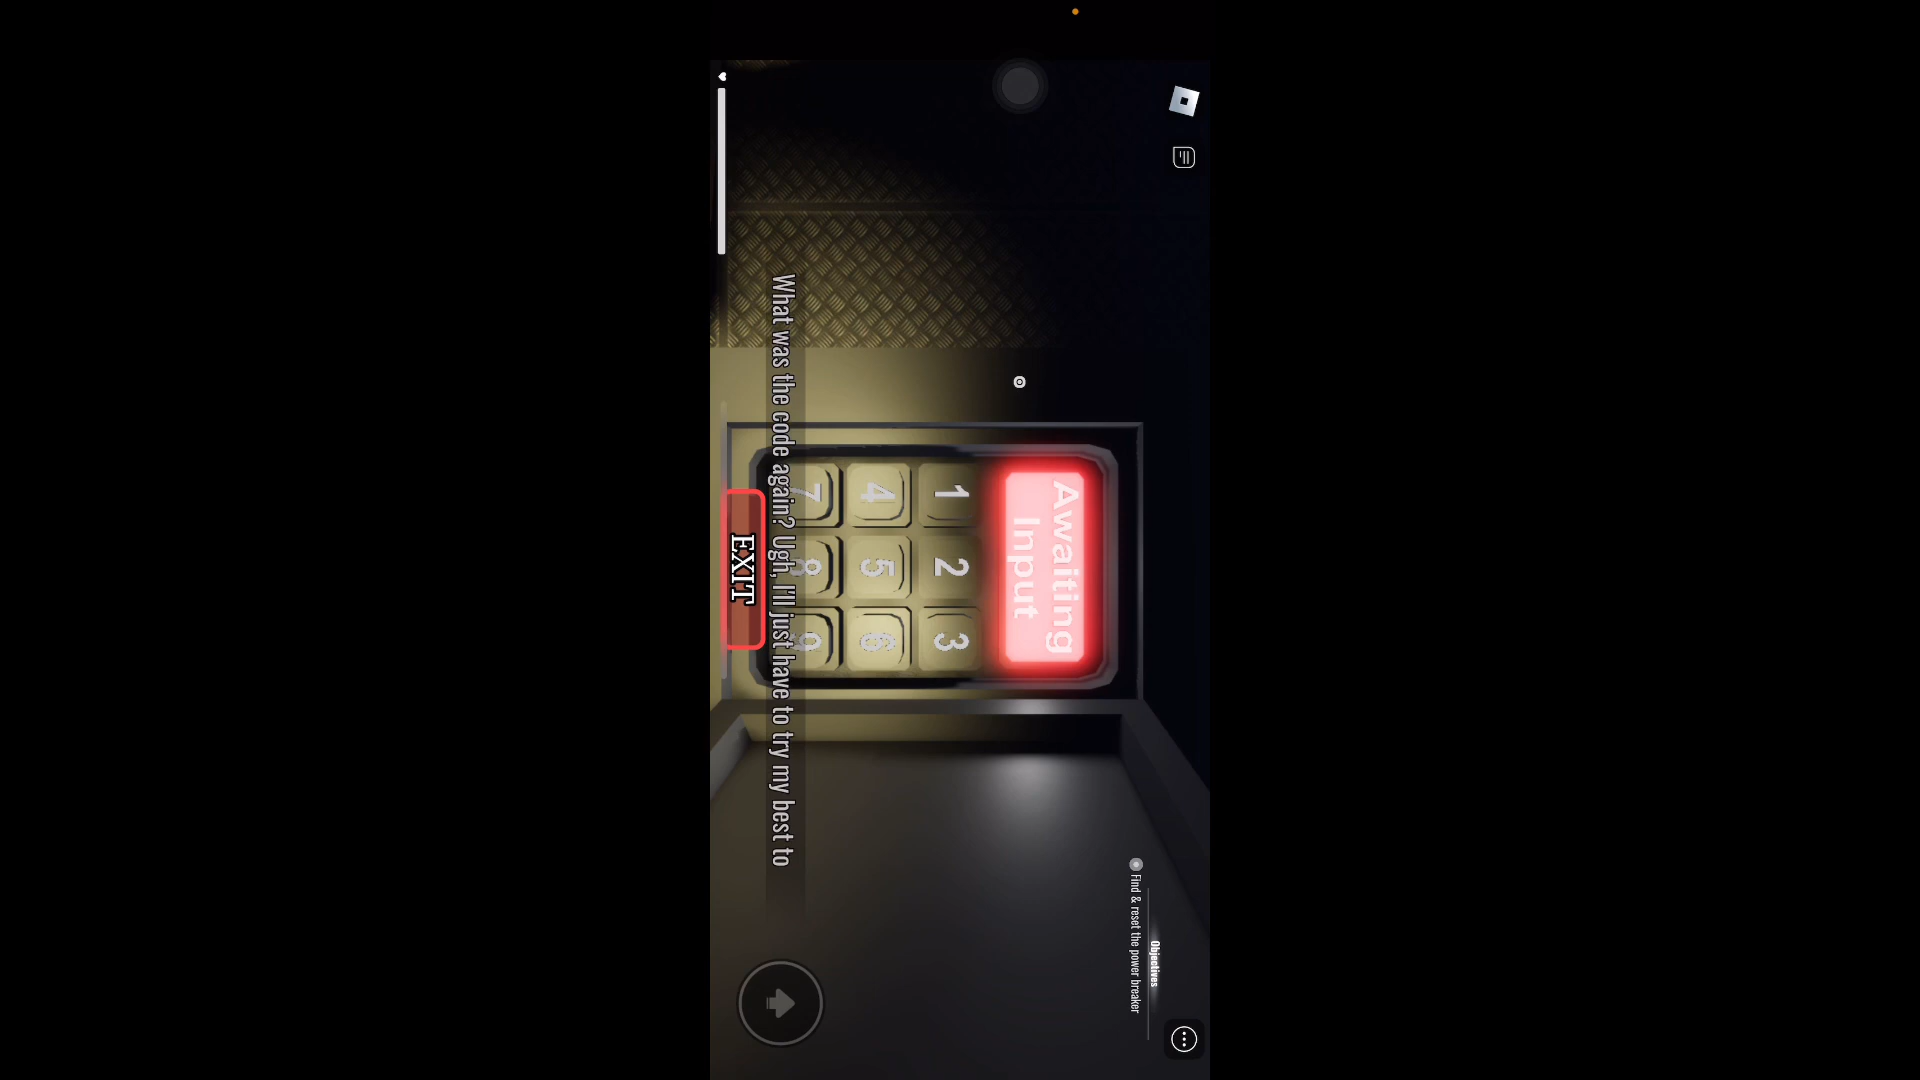 Awaiting
Input
1 2 3
4 5 6
7 8 9
What was the code again? Ugh, I'll just have to try my best to
EXIT
Objectives
Find & reset the power breaker